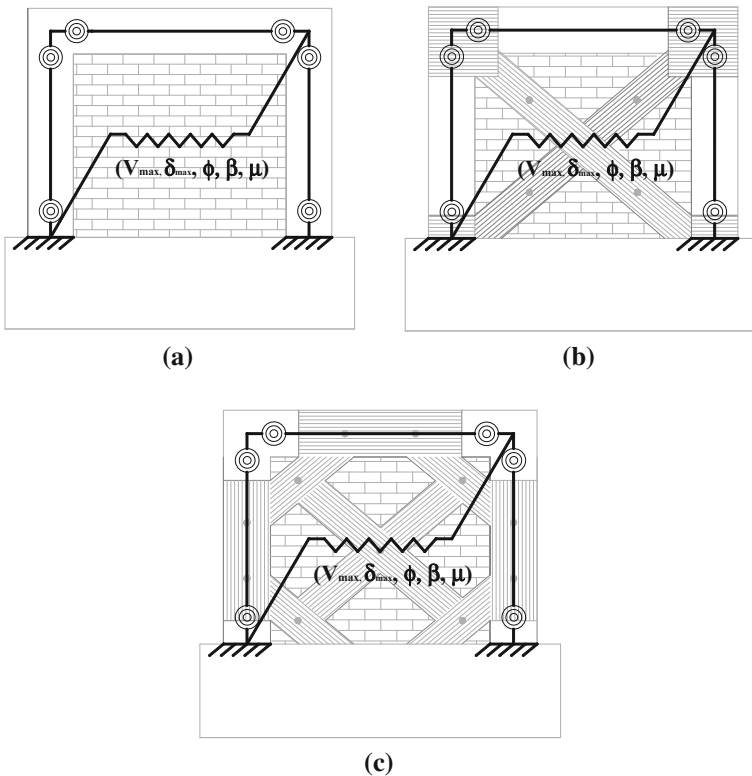 (Vmax, δmax, ϕ, β, μ)
(Vmax, δmax, ϕ, β, μ)
(a)
(b)
(Vmax, δmax, ϕ, β, μ)
(c)